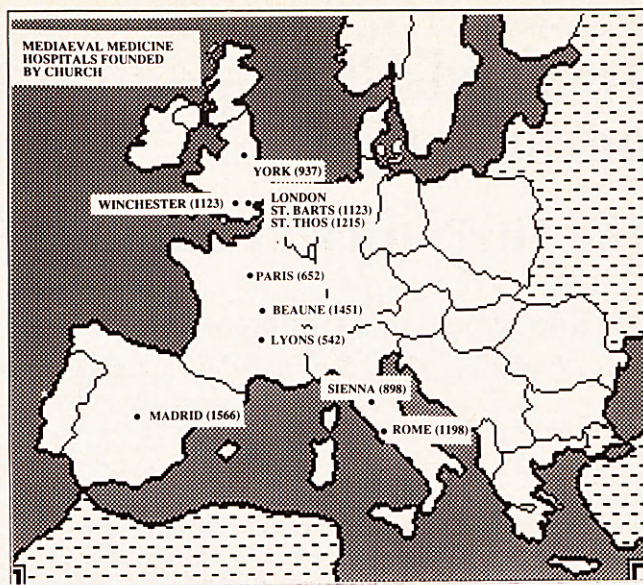 MEDIAEVAL MEDICINE
HOSPITALS FOUNDED
BY CHURCH
YORK (937)
WINCHESTER (1123)
LONDON
ST. BARTS (1123)
ST. THOS (1215)
PARIS (652)
BEAUNE (1451)
LYONS (542)
SIENNA (898)
MADRID (1566)
ROME (1198)